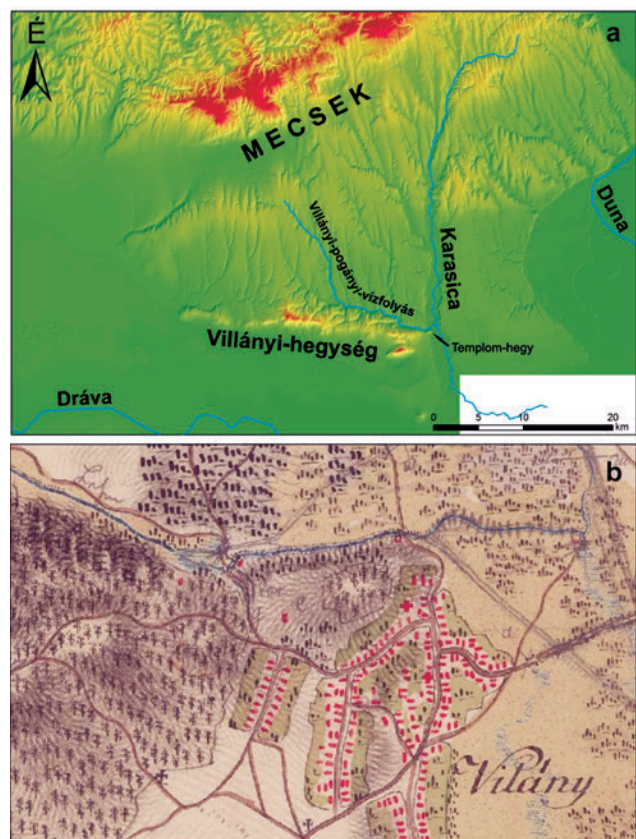 É
a
MECSEK
Duna
Villányi-pogányi-vízfolyás
Karasica
Villányi-hegység
Templom-hegy
Dráva
0 5 10 20
km
b
Vilány